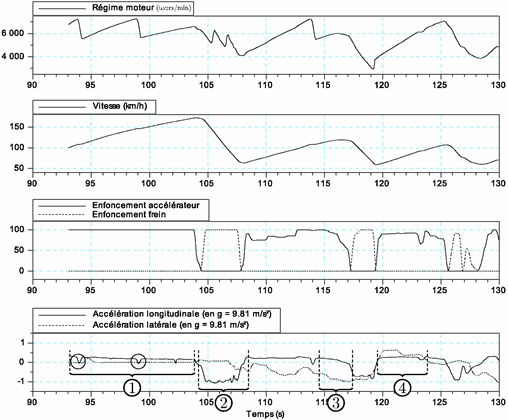 Régime moteur (tours/min)
6 000
4 000
90 95 100 105 110 115 120 125 130
Vitesse (km/h)
150
100
50
90 95 100 105 110 115 120 125 130
Enfoncement accélérateur
Enfoncement frein
100
50
0
90 95 100 105 110 115 120 125 130
Accélération longitudinale (en g = 9.81 m/s²)
Accélération latérale (en g = 9.81 m/s²)
1
0
-1
1 2 3 4
90 95 100 105 110 115 120 125 130
Temps (s)